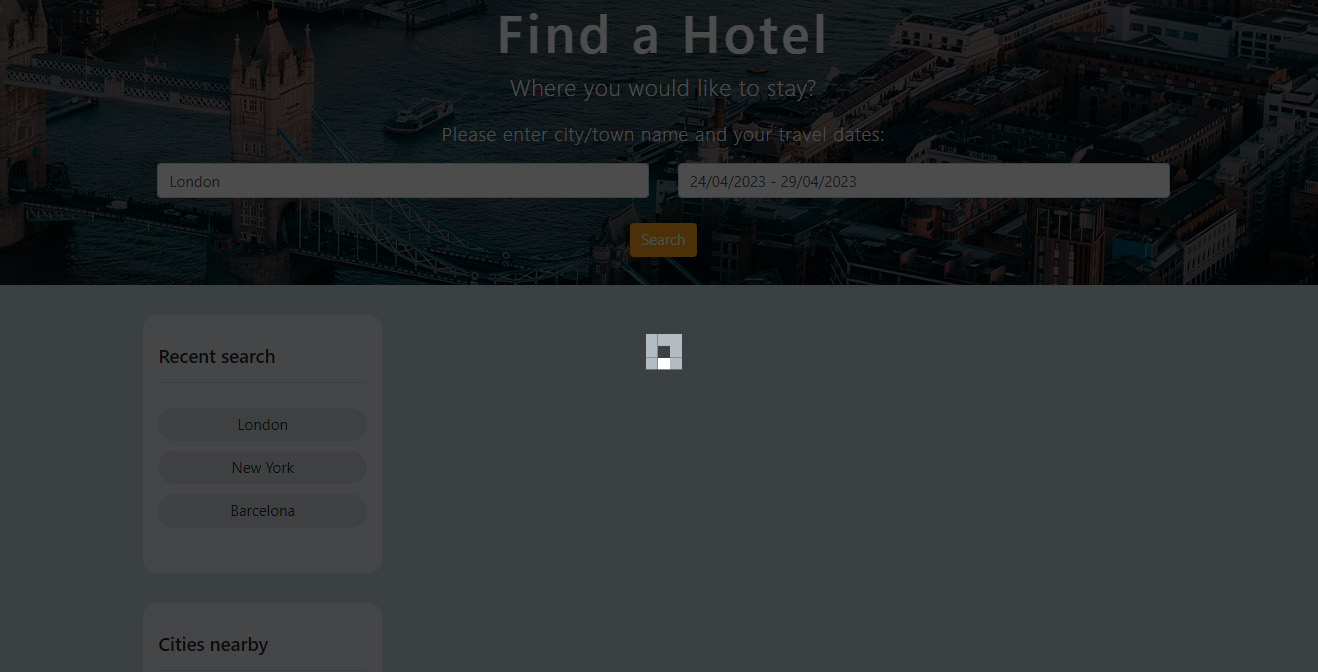 Find a Hotel
Where you would like to stay?
Please enter city/town name and your travel dates:
London
24/04/2023 - 29/04/2023
Search
Recent search
London
New York
Barcelona
Cities nearby